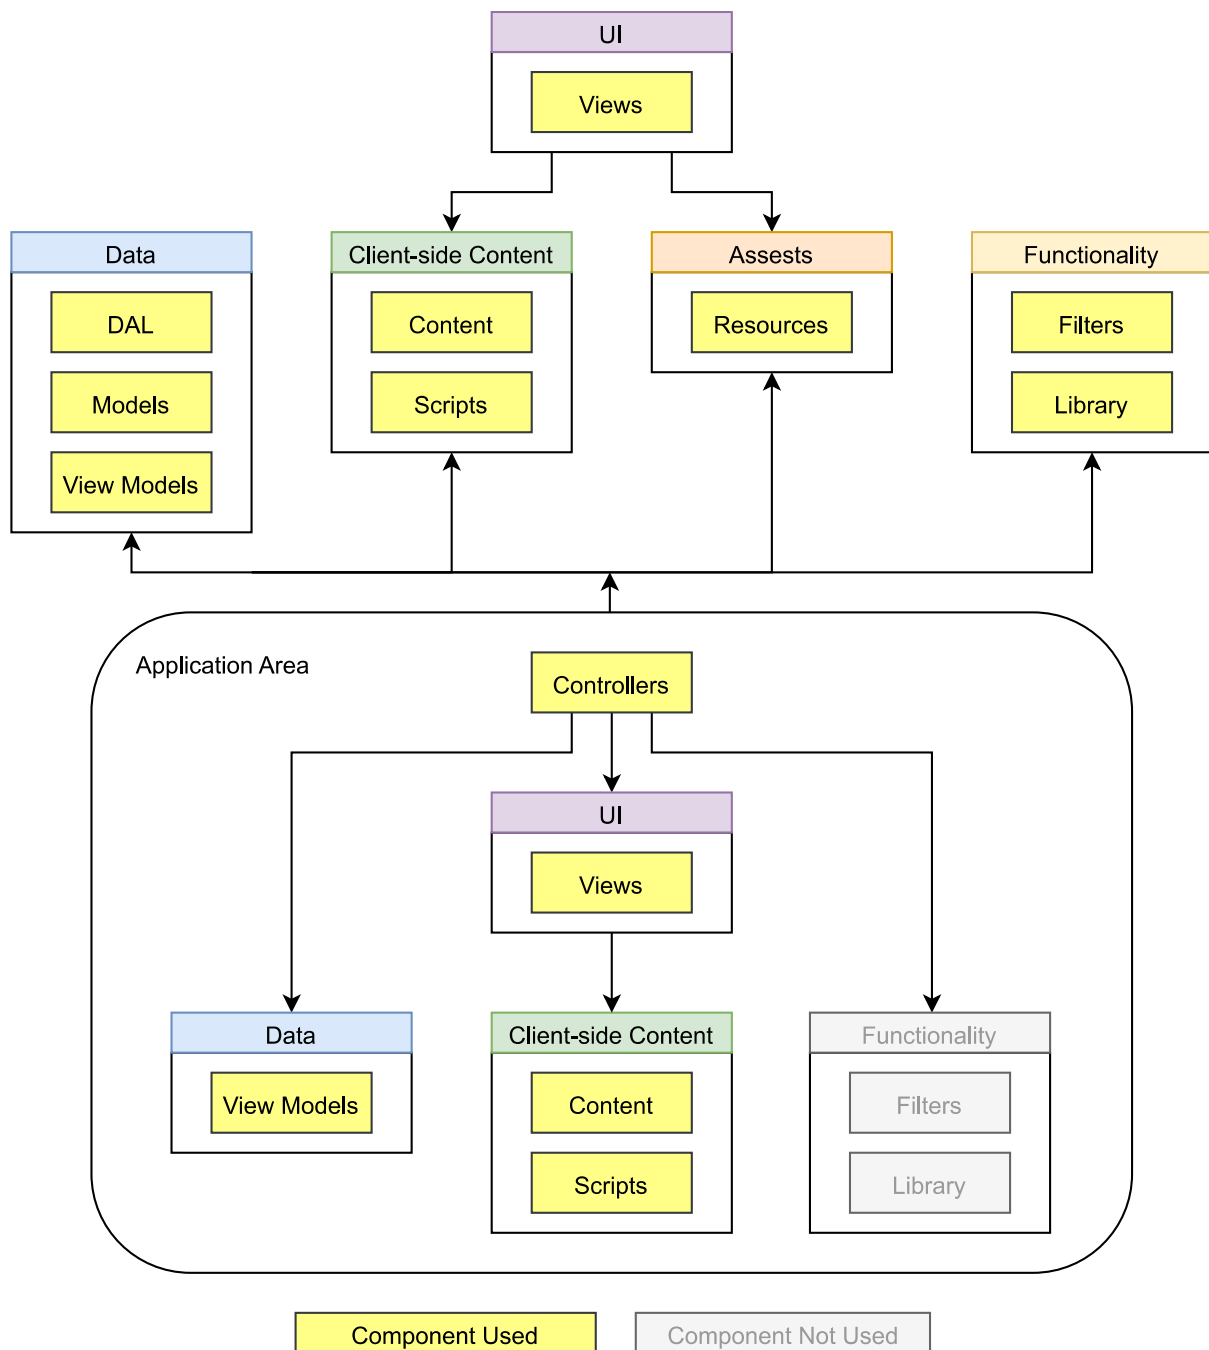 UI
Views
Data
Client-side Content
Assests
Functionality
DAL
Content
Resources
Filters
Models
Scripts
Library
View Models
Application Area
Controllers
UI
Views
Data
Client-side Content
Functionality
View Models
Content
Filters
Scripts
Library
Component Used
Component Not Used